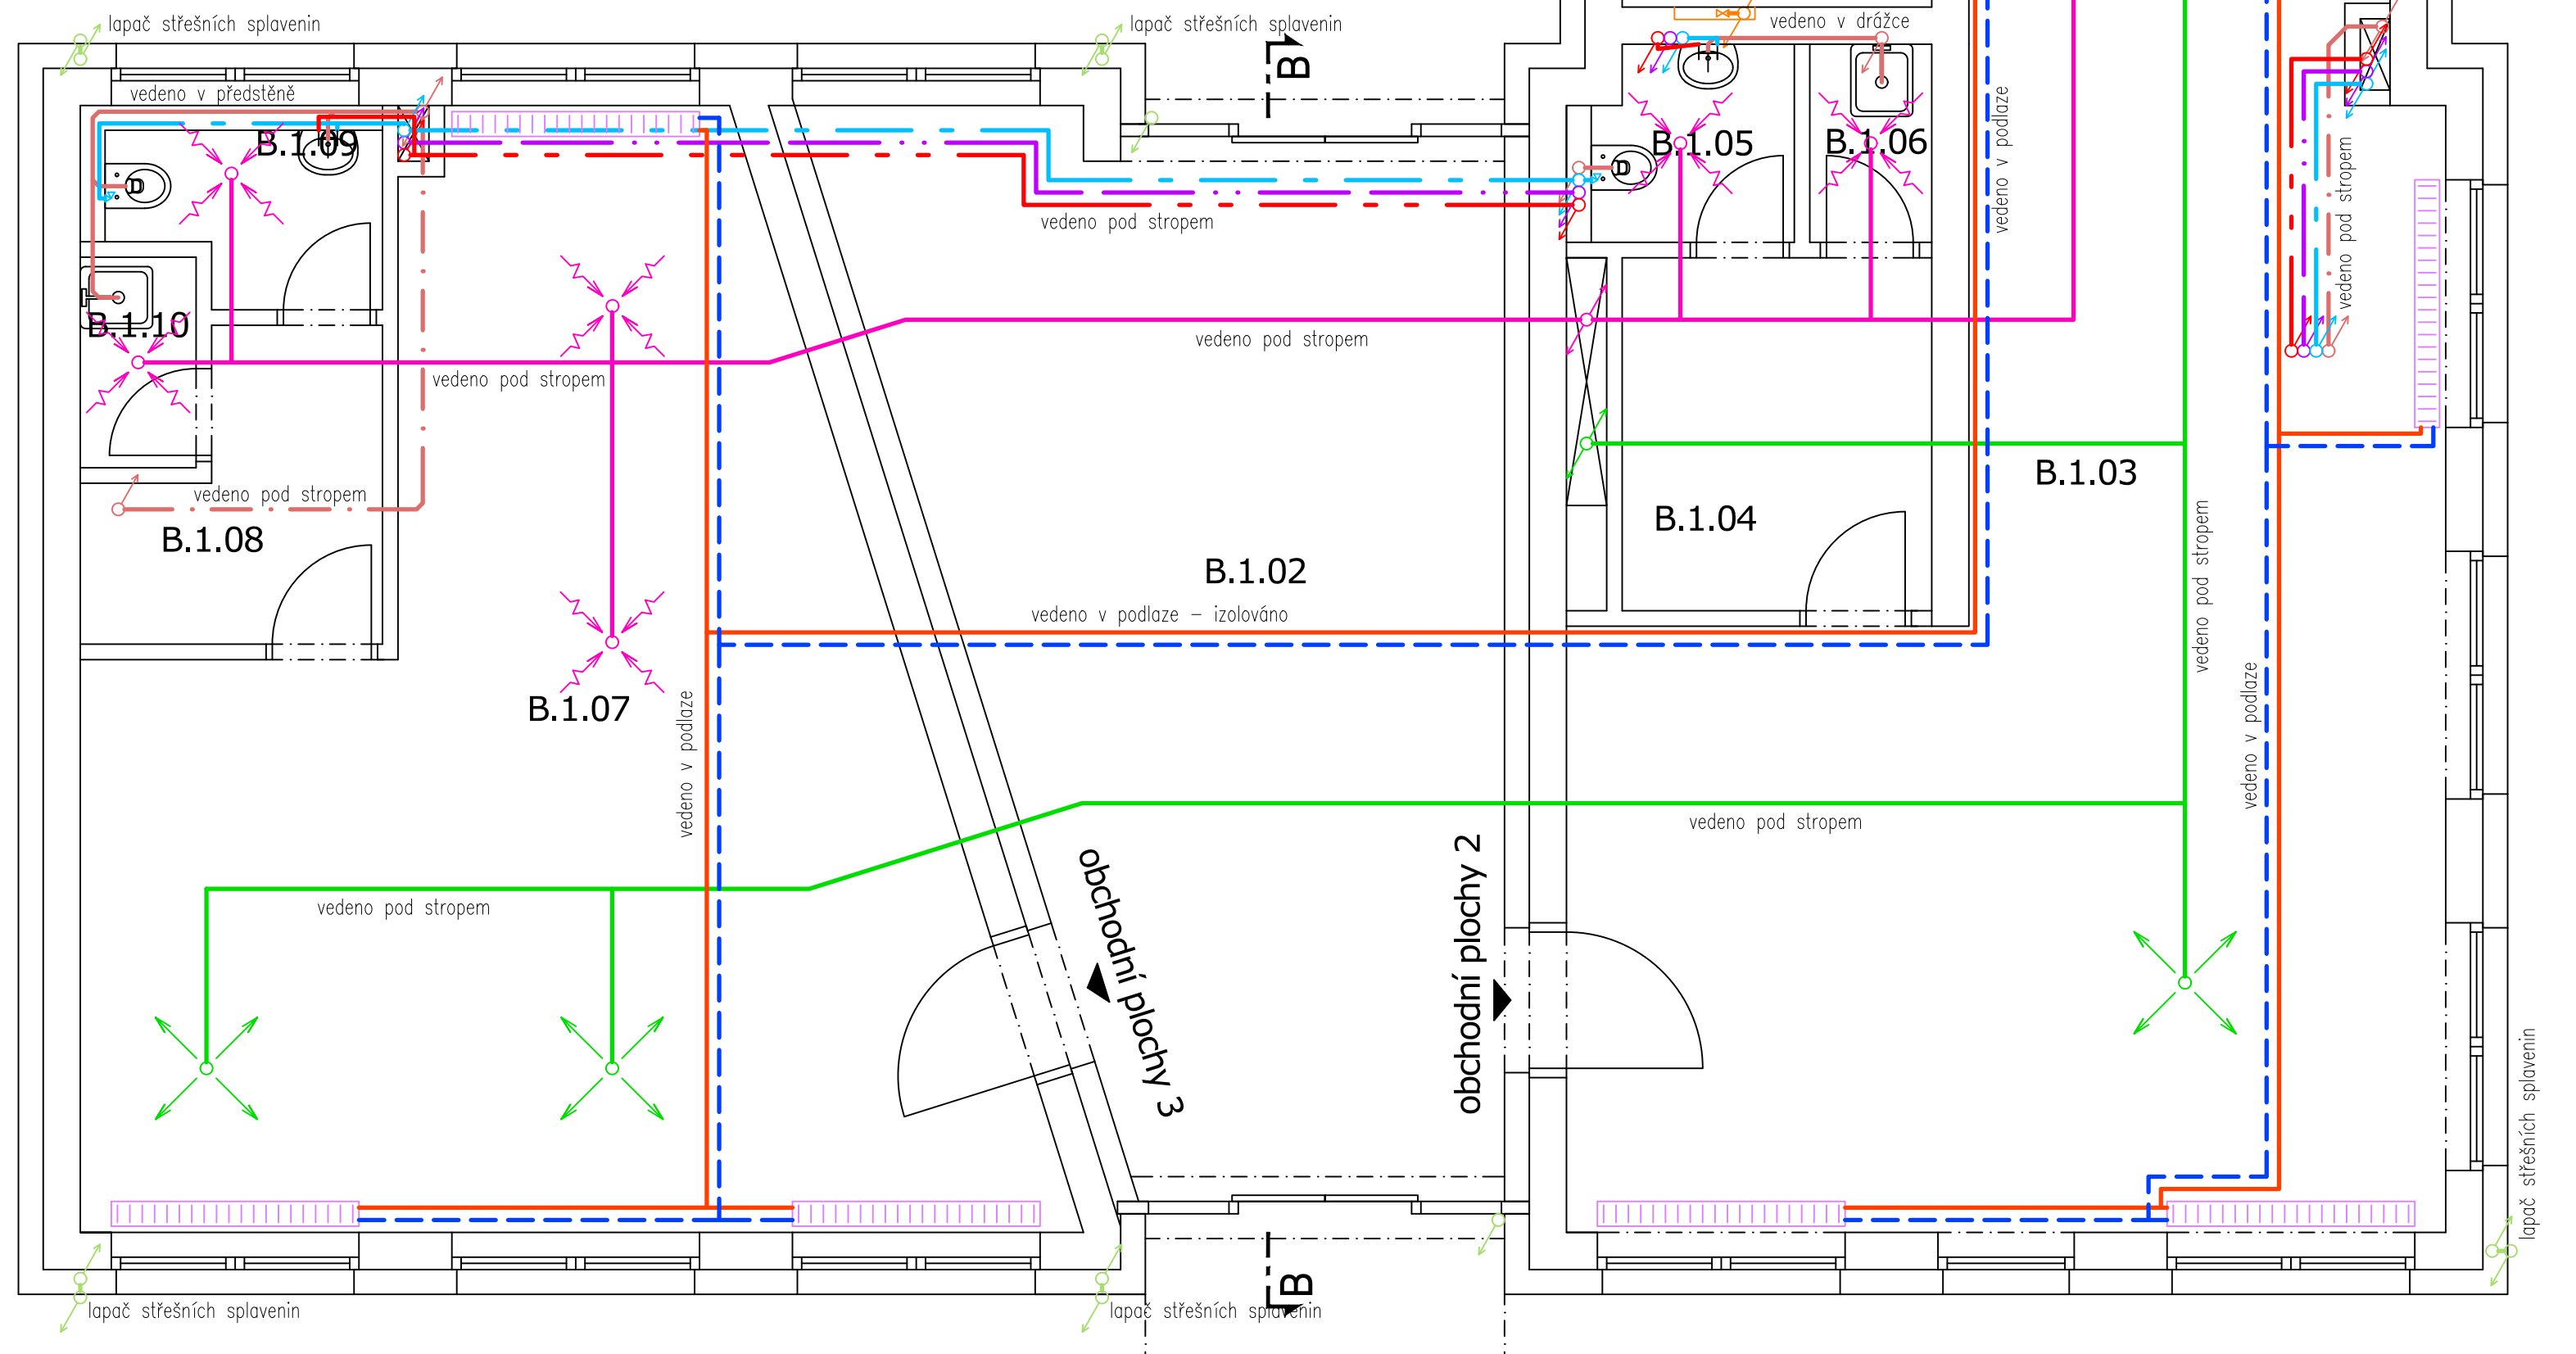 lapač střešních splavenin
lapač střešních splavenin
vedeno v drážce
B
vedeno v předstěně
B.1.09
B.1.05
B.1.06
vedeno v podlaze
vedeno pod stropem
vedeno pod stropem
B.1.10
vedeno pod stropem
vedeno pod stropem
B.1.03
vedeno pod stropem
B.1.04
B.1.08
B.1.02
vedeno pod stropem
vedeno v podlaze – izolováno
B.1.07
vedeno v podlaze
vedeno v podlaze
vedeno pod stropem
vedeno pod stropem
obchodní plochy 3
obchodní plochy 2
lapač střešních splavenin
B
lapač střešních splavenin
lapač střešních splavenin